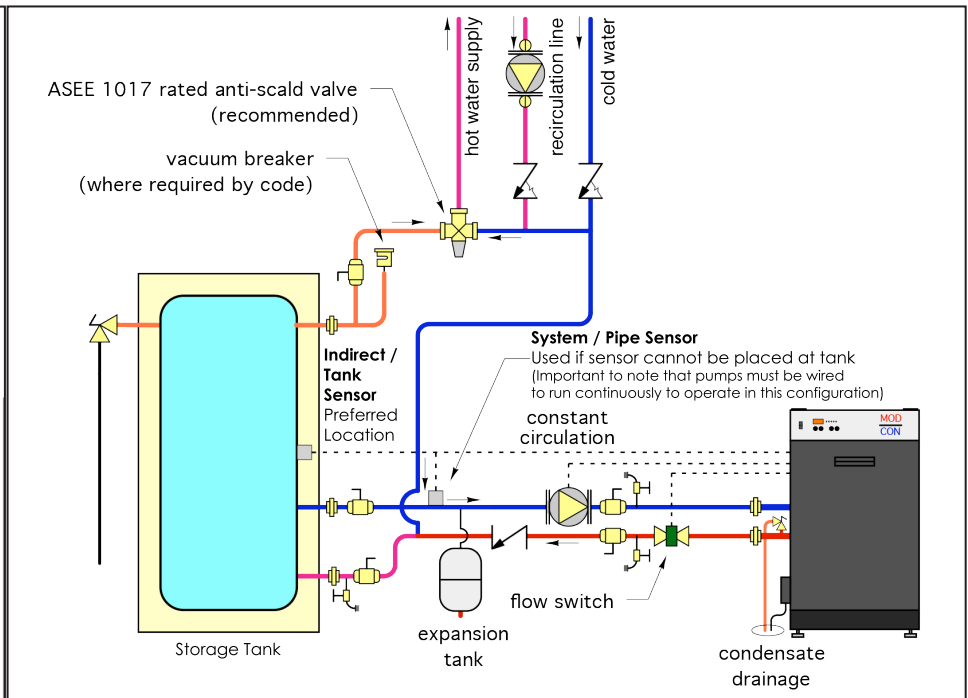 hot water supply
recirculation line
cold water
ASEE 1017 rated anti-scald valve
(recommended)
vacuum breaker
(where required by code)
System / Pipe Sensor
Used if sensor cannot be placed at tank
(Important to note that pumps must be wired
to run continuously to operate in this configuration)
Indirect /
Tank
Sensor
Preferred
Location
constant
circulation
MOD
CON
flow switch
expansion
tank
Storage Tank
condensate
drainage